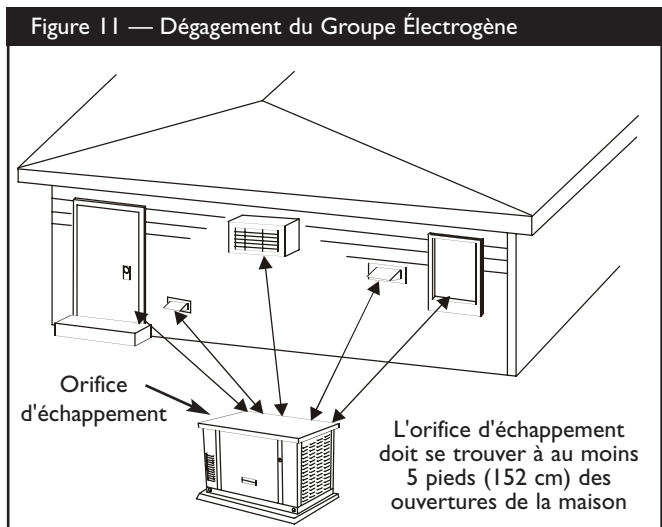 Figure 11 — Dégagement du Groupe Électrogène
Orifice
d'échappement
L'orifice d'échappement
doit se trouver à au moins
5 pieds (152 cm) des
ouvertures de la maison